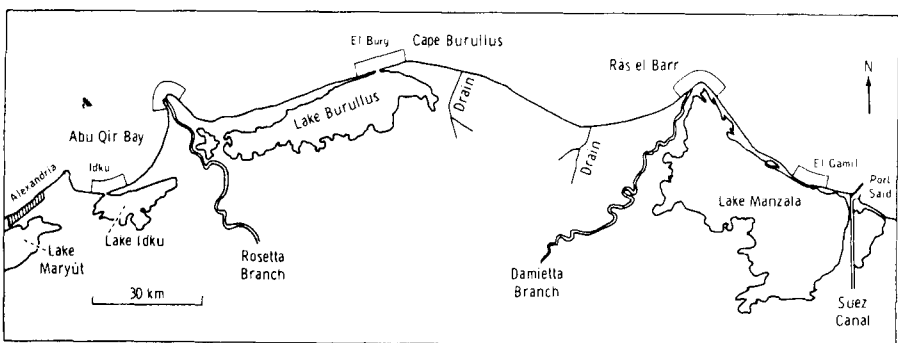 El Burg
Cape Burullus
Ras el Barr
N
Drain
Lake Burullus
Abu Qir Bay
Drain
El Gamil
Idku
Port
Said
Alexandria
Lake Manzala
Lake Idku
Lake
Maryút
Rosetta
Branch
Damietta
Branch
30 km
Suez
Canal